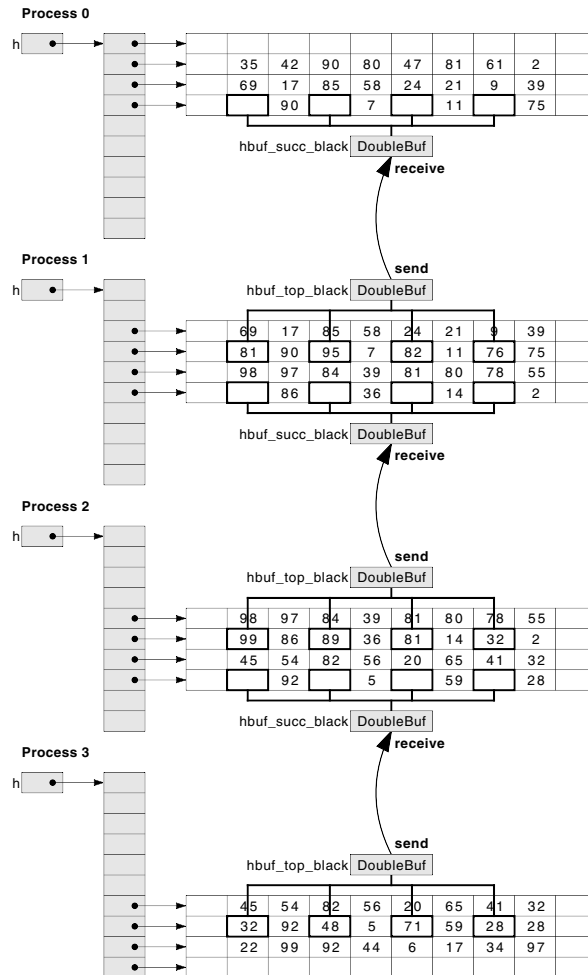 Process 0
h
35 42 90 80 47 81 61 2
69 17 85 58 24 21 9 39
90 7 11 75
hbuf_succ_black DoubleBuf
receive
Process 1
send
h hbuf_top_black DoubleBuf
69 17 85 58 24 21 9 39
81 90 95 7 82 11 76 75
98 97 84 39 81 80 78 55
86 36 14 2
hbuf_succ_black DoubleBuf
receive
Process 2
h
send
hbuf_top_black DoubleBuf
98 97 84 39 81 80 78 55
99 86 89 36 81 14 32 2
45 54 82 56 20 65 41 32
92 5 59 28
hbuf_succ_black DoubleBuf
receive
Process 3
h
send
hbuf_top_black DoubleBuf
45 54 82 56 20 65 41 32
32 92 48 5 71 59 28 28
22 99 92 44 6 17 34 97